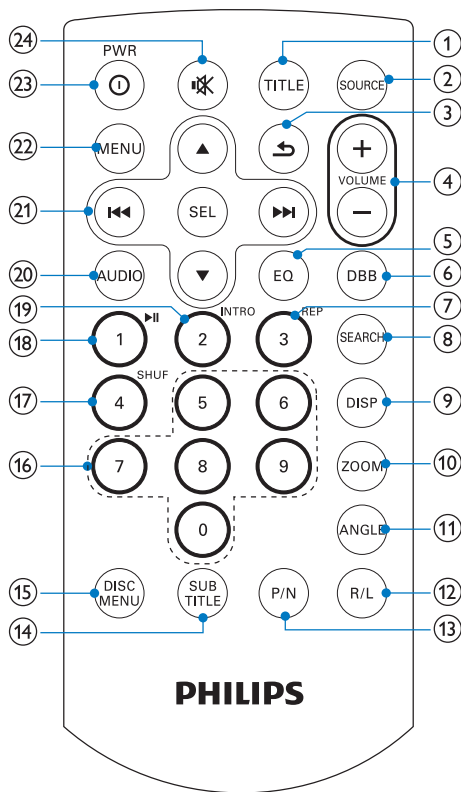 24
PWR
1
TITLE
SOURCE
2
23
3
22
MENU
+
VOLUME
4
−
21
SEL
5
20
AUDIO
EQ
DBB
6
19
INTRO
REP
7
1
2
3
SEARCH
8
18
SHUF
17
4
5
6
DISP
9
16
7
8
9
ZOOM
10
0
ANGLE
11
15
DISC
MENU
SUB
TITLE
P/N
R/L
12
14
13
PHILIPS